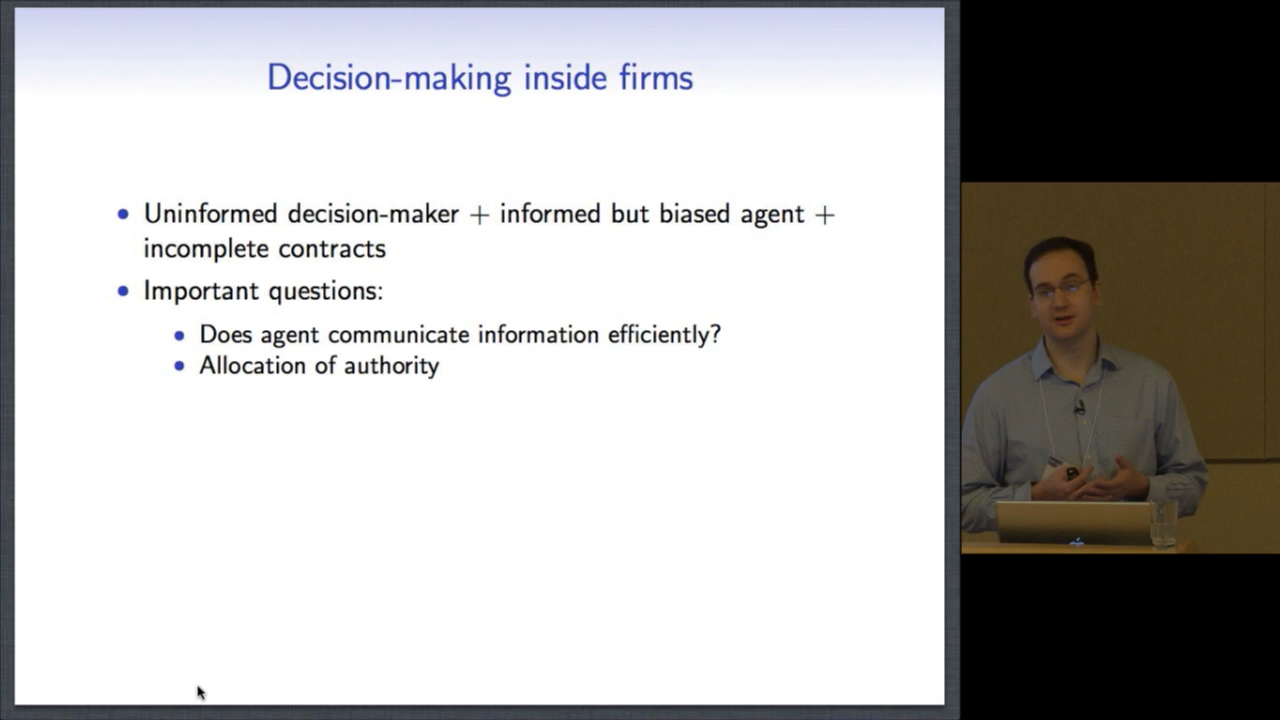 Decision-making inside firms
• Uninformed decision-maker + informed but biased agent +
incomplete contracts
• Important questions:
• Does agent communicate information efficiently?
• Allocation of authority